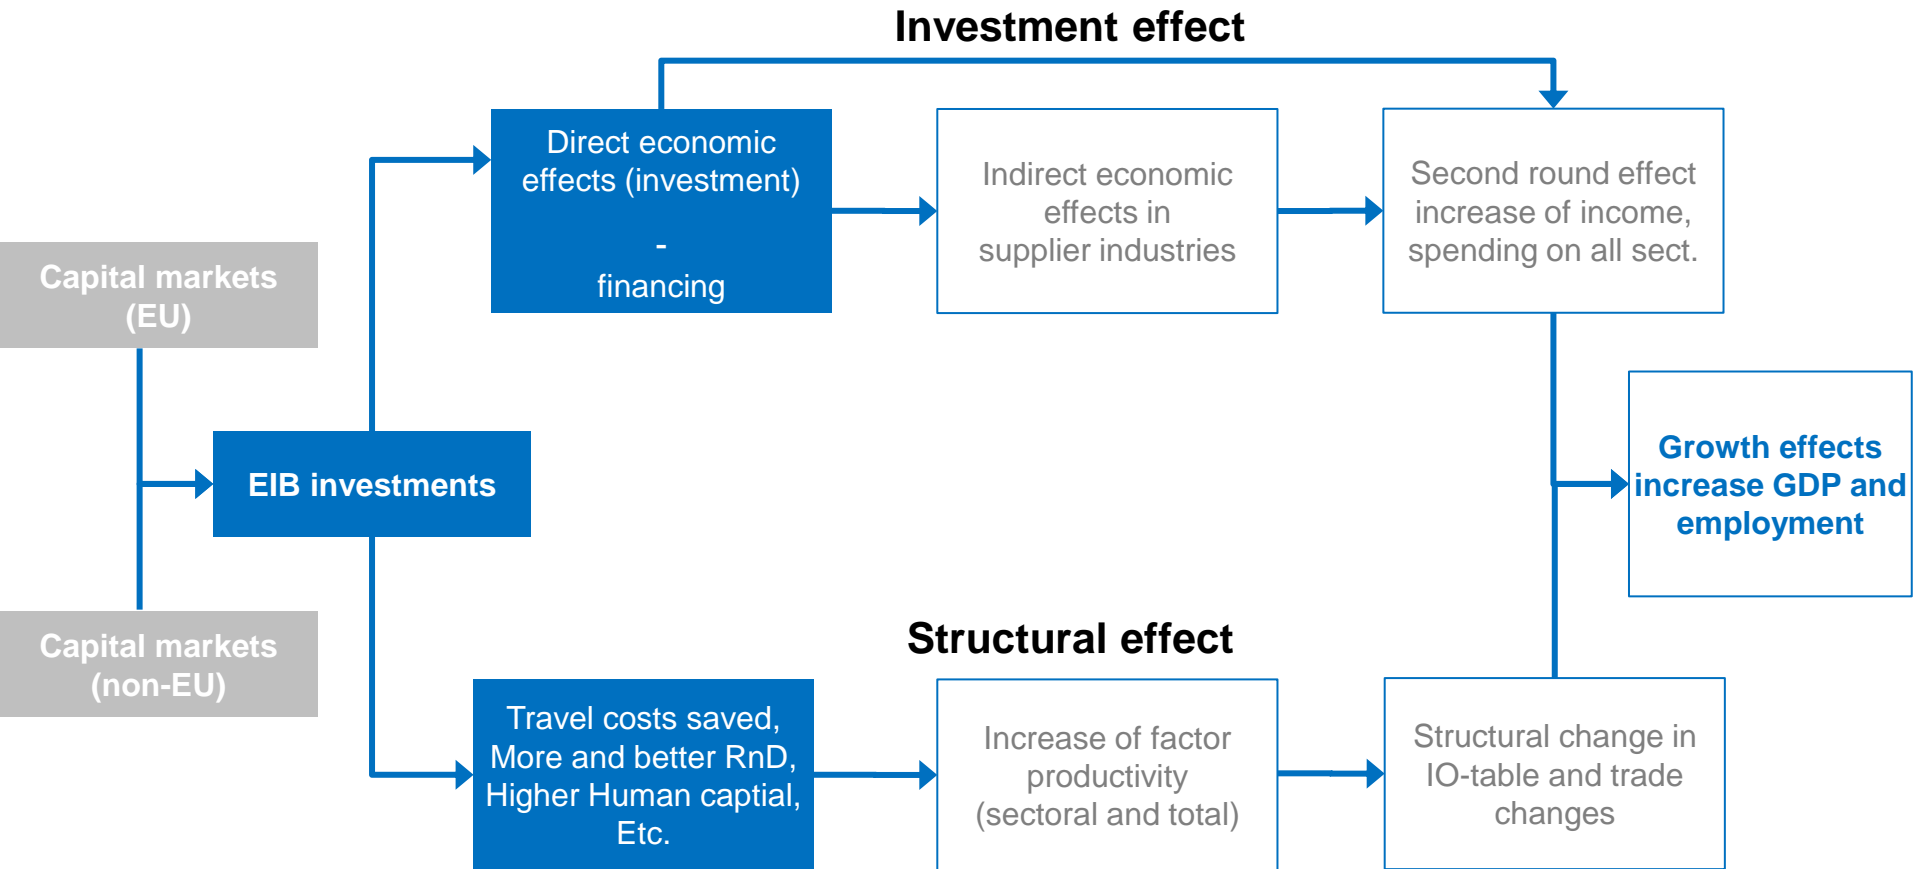 Investment effect
Direct economic
effects (investment)
-
financing
Indirect economic
effects in
supplier industries
Second round effect
increase of income,
spending on all sect.
Capital markets
(EU)
EIB investments
Growth effects
increase GDP and
employment
Capital markets
(non-EU)
Structural effect
Travel costs saved,
More and better RnD,
Higher Human captial,
Etc.
Increase of factor
productivity
(sectoral and total)
Structural change in
IO-table and trade
changes